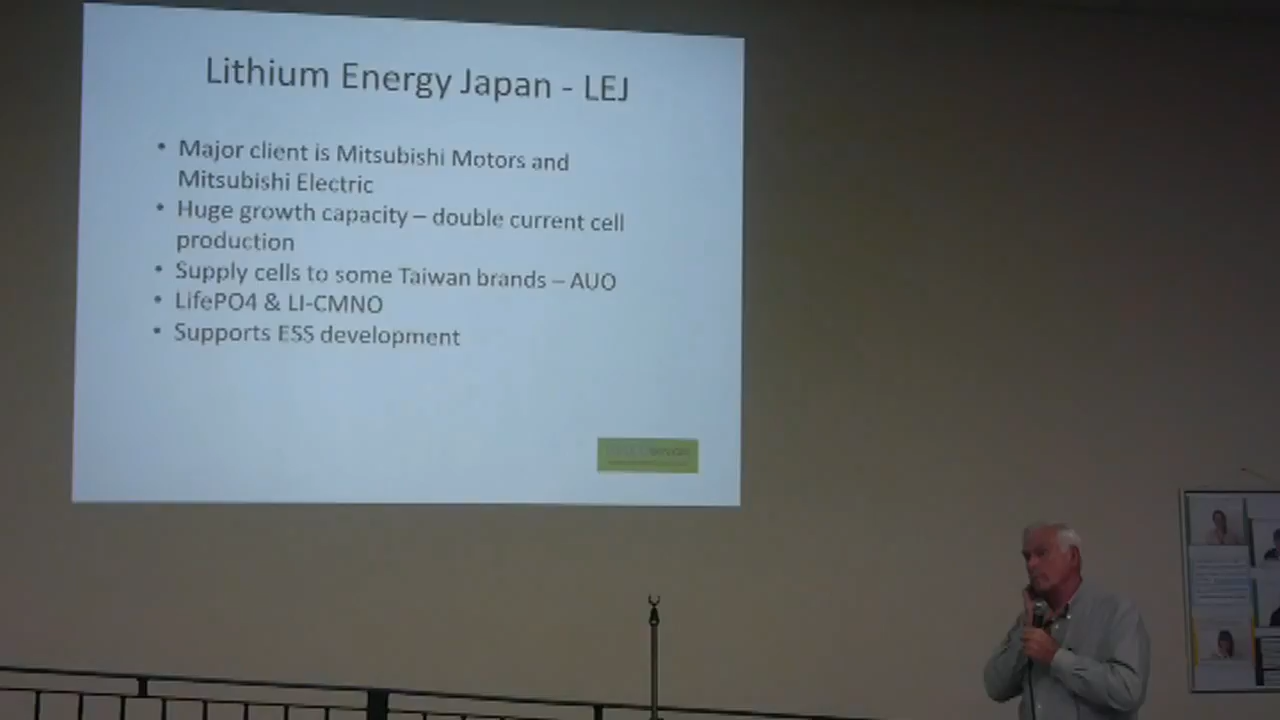 Lithium Energy Japan - LEJ
• Major client is Mitsubishi Motors and
Mitsubishi Electric
• Huge growth capacity – double current cell
production
• Supply cells to some Taiwan brands – AUO
• LifePO4 & LI-CMNO
• Supports ESS development